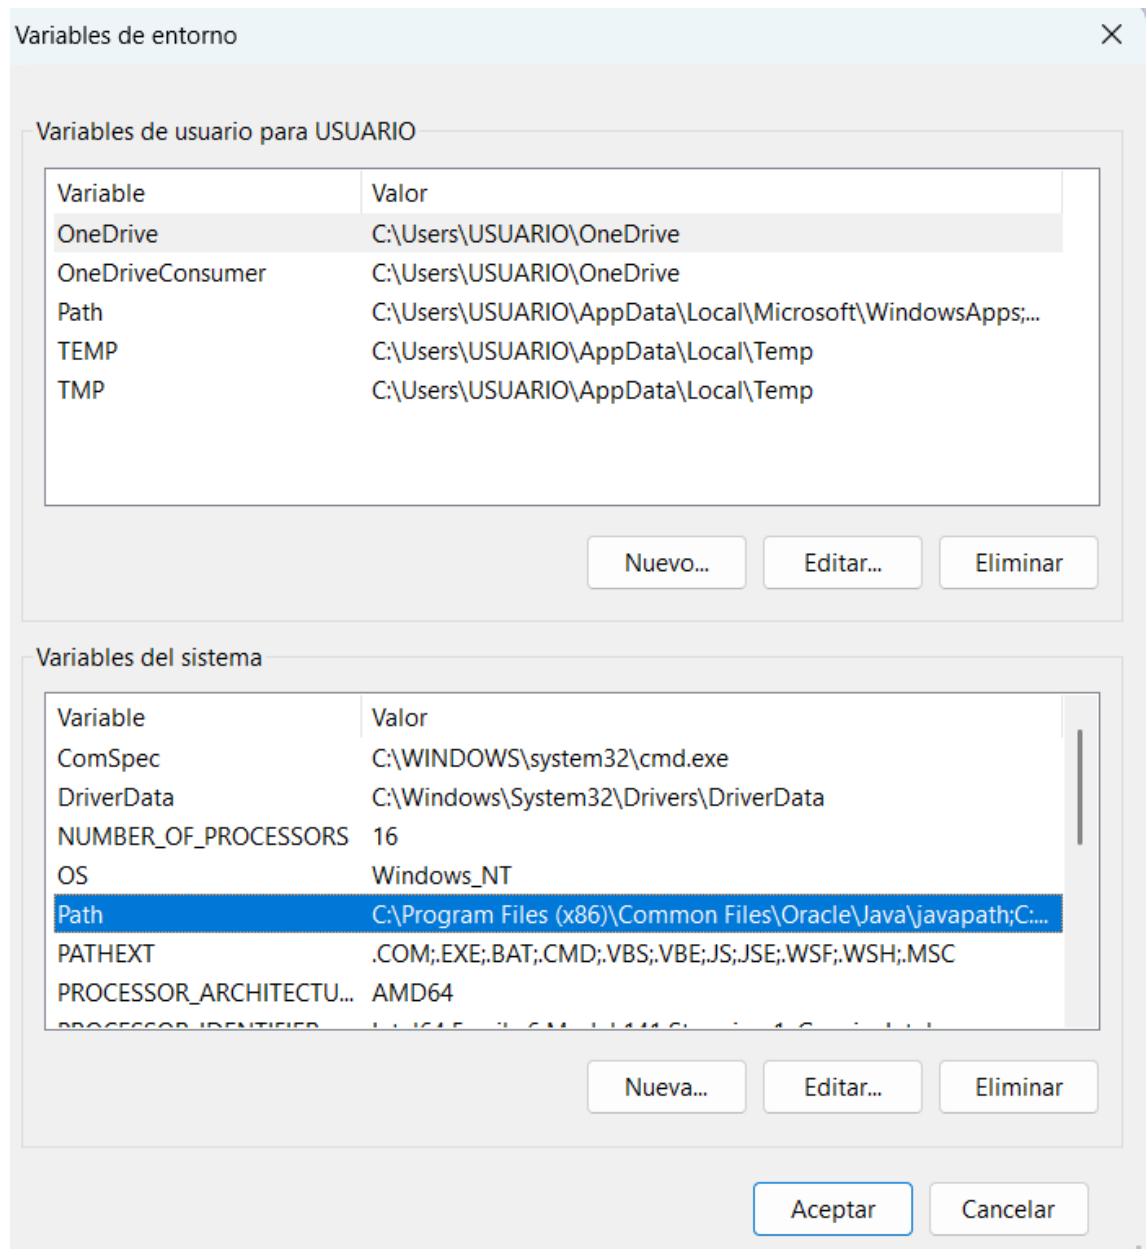 Variables de entorno
Variables de usuario para USUARIO
Variable Valor
OneDrive C:\Users\USUARIO\OneDrive
OneDriveConsumer C:\Users\USUARIO\OneDrive
Path C:\Users\USUARIO\AppData\Local\Microsoft\WindowsApps;...
TEMP C:\Users\USUARIO\AppData\Local\Temp
TMP C:\Users\USUARIO\AppData\Local\Temp
Nuevo... Editar... Eliminar
Variables del sistema
Variable Valor
ComSpec C:\WINDOWS\system32\cmd.exe
DriverData C:\Windows\System32\Drivers\DriverData
NUMBER_OF_PROCESSORS 16
OS Windows_NT
Path C:\Program Files (x86)\Common Files\Oracle\Java\javapath;C:...
PATHEXT .COM;.EXE;.BAT;.CMD;.VBS;.VBE;.JS;.JSE;.WSF;.WSH;.MSC
PROCESSOR_ARCHITECTU... AMD64
Nueva... Editar... Eliminar
Aceptar Cancelar